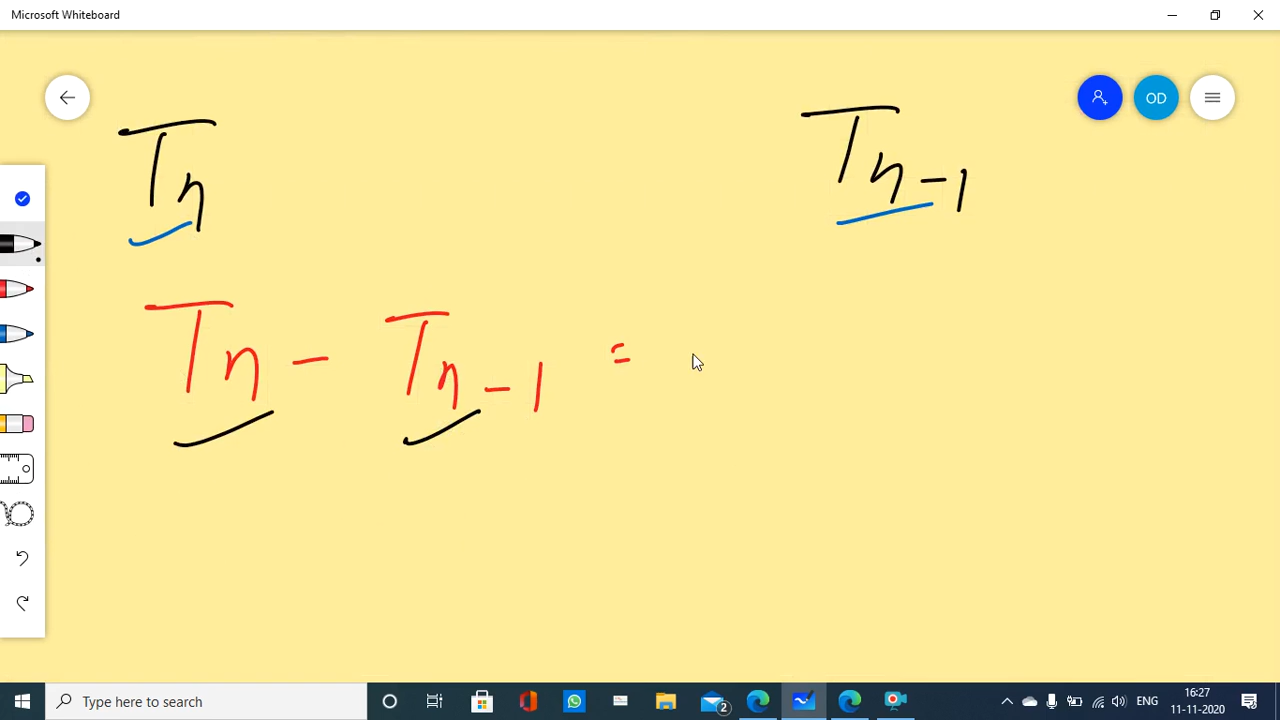 Microsoft Whiteboard
OD
Tn
Tn-1
Tn - Tn-1 =
Type here to search
2
ENG
16:27
11-11-2020